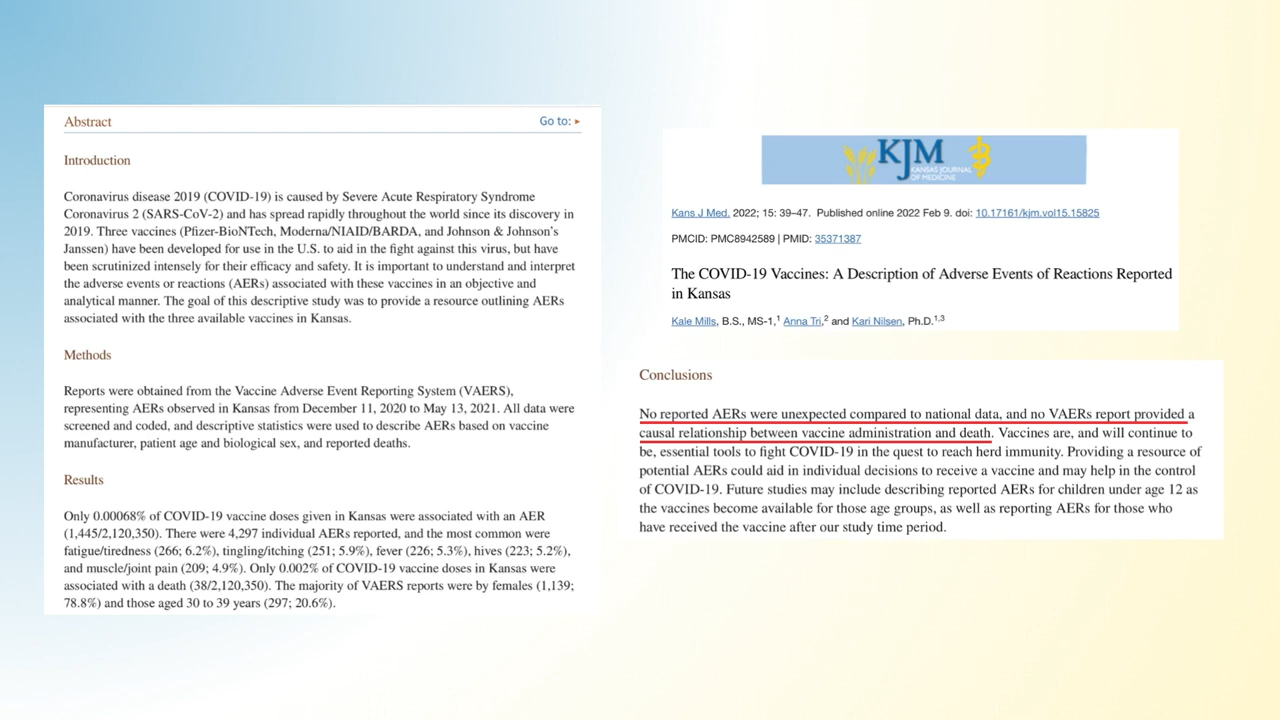 Abstract
Go to: ▸
Introduction
Coronavirus disease 2019 (COVID-19) is caused by Severe Acute Respiratory Syndrome
Coronavirus 2 (SARS-CoV-2) and has spread rapidly throughout the world since its discovery in
2019. Three vaccines (Pfizer-BioNTech, Moderna/NIAID/BARDA, and Johnson & Johnson's
Janssen) have been developed for use in the U.S. to aid in the fight against this virus, but have
been scrutinized intensely for their efficacy and safety. It is important to understand and interpret
the adverse events or reactions (AERs) associated with these vaccines in an objective and
analytical manner. The goal of this descriptive study was to provide a resource outlining AERs
associated with the three available vaccines in Kansas.
Methods
Reports were obtained from the Vaccine Adverse Event Reporting System (VAERS),
representing AERs observed in Kansas from December 11, 2020 to May 13, 2021. All data were
screened and coded, and descriptive statistics were used to describe AERs based on vaccine
manufacturer, patient age and biological sex, and reported deaths.
Results
Only 0.00068% of COVID-19 vaccine doses given in Kansas were associated with an AER
(1,445/2,120,350). There were 4,297 individual AERs reported, and the most common were
fatigue/tiredness (266; 6.2%), tingling/itching (251; 5.9%), fever (226; 5.3%), hives (223; 5.2%),
and muscle/joint pain (209; 4.9%). Only 0.002% of COVID-19 vaccine doses in Kansas were
associated with a death (38/2,120,350). The majority of VAERS reports were by females (1,139;
78.8%) and those aged 30 to 39 years (297; 20.6%).
KJM
KANSAS JOURNAL
OF MEDICINE
Kans J Med. 2022; 15: 39–47. Published online 2022 Feb 9. doi: 10.17161/kjm.vol15.15825
PMCID: PMC8942589 | PMID: 35371387
The COVID-19 Vaccines: A Description of Adverse Events of Reactions Reported
in Kansas
Kale Mills, B.S., MS-1,1 Anna Tri,2 and Kari Nilsen, Ph.D.1,3
Conclusions
No reported AERs were unexpected compared to national data, and no VAERs report provided a
causal relationship between vaccine administration and death. Vaccines are, and will continue to
be, essential tools to fight COVID-19 in the quest to reach herd immunity. Providing a resource of
potential AERs could aid in individual decisions to receive a vaccine and may help in the control
of COVID-19. Future studies may include describing reported AERs for children under age 12 as
the vaccines become available for those age groups, as well as reporting AERs for those who
have received the vaccine after our study time period.